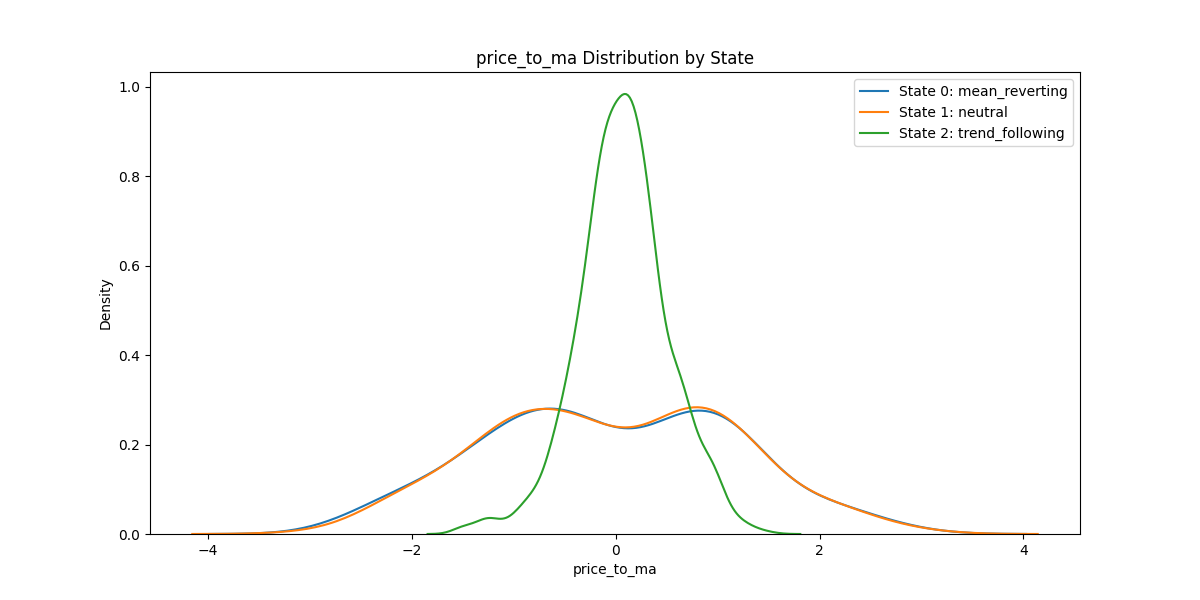 price_to_ma Distribution by State
State 0: mean_reverting
State 1: neutral
State 2: trend_following
1.0
0.8
0.6
0.4
0.2
0.0
Density
−4
−2
0
2
4
price_to_ma